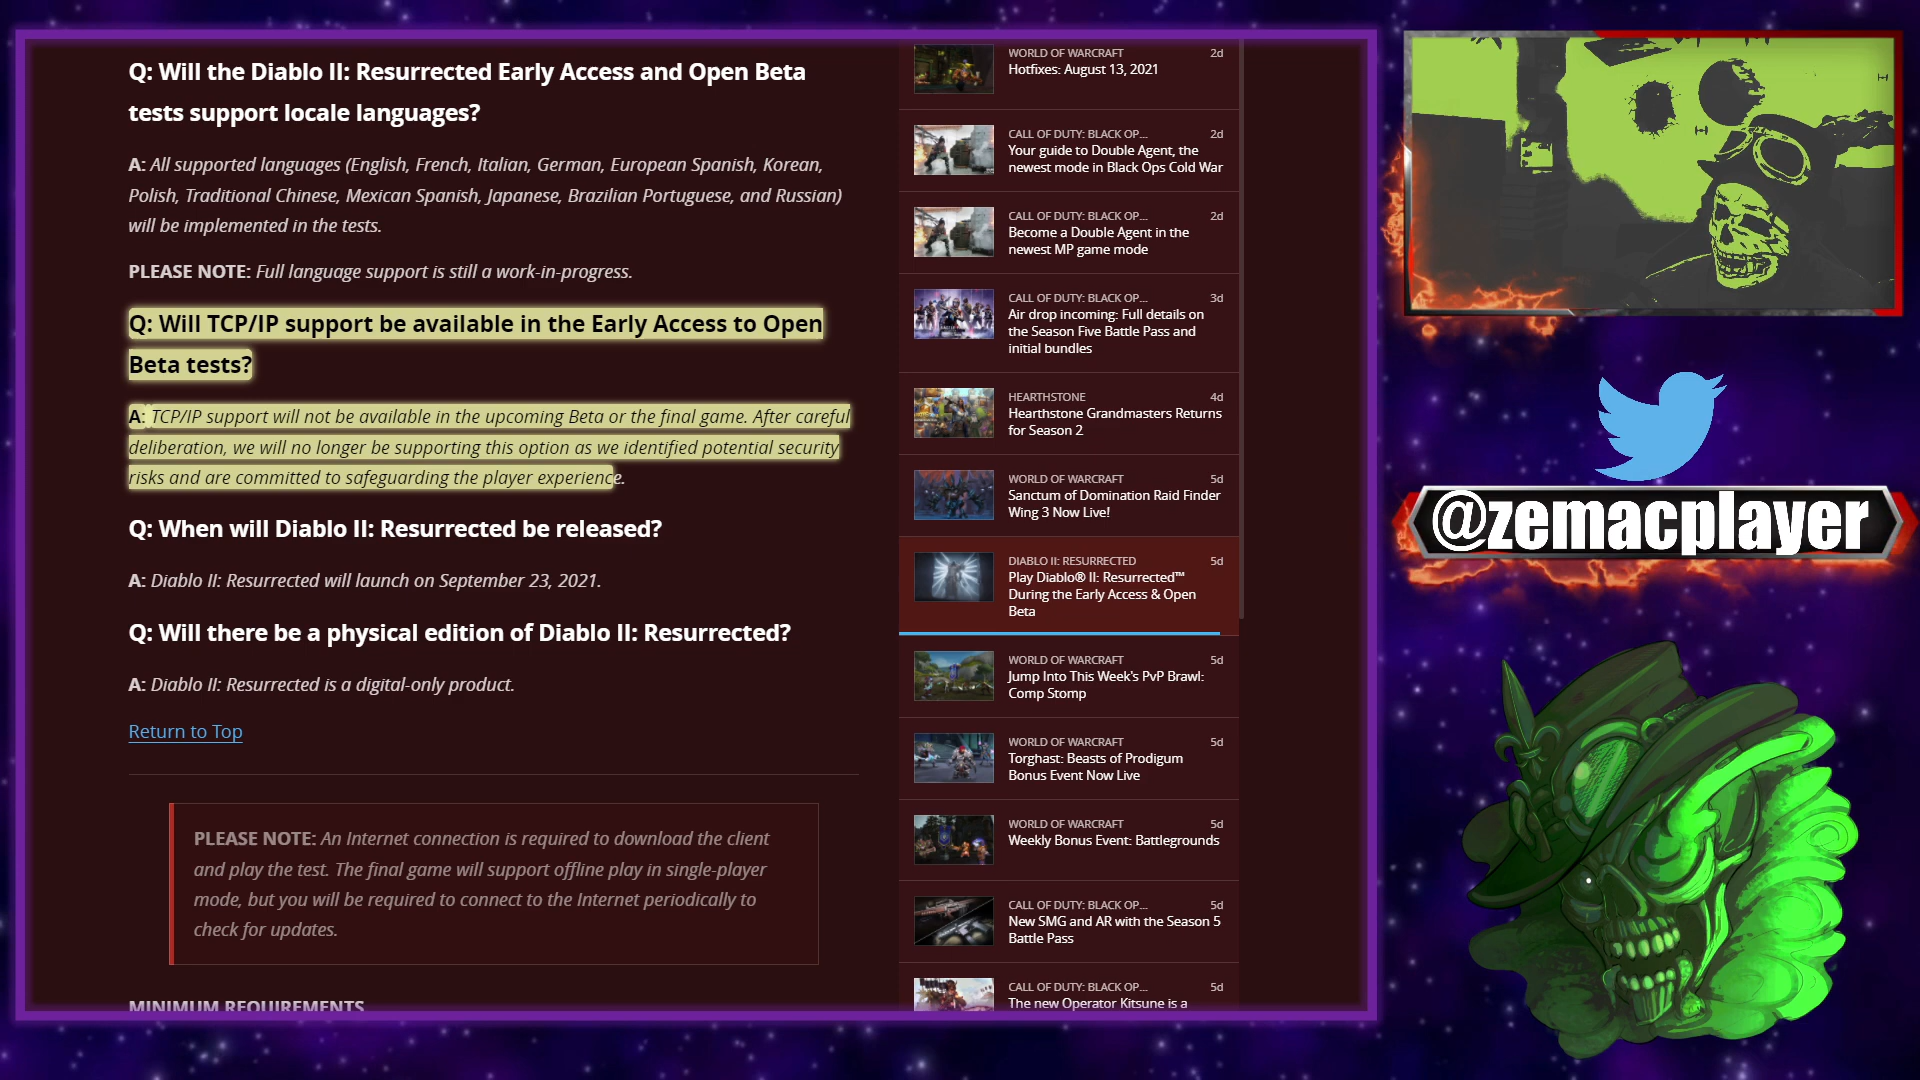 Q: Will the Diablo II: Resurrected Early Access and Open Beta
tests support locale languages?
A: All supported languages (English, French, Italian, German, European Spanish, Korean,
Polish, Traditional Chinese, Mexican Spanish, Japanese, Brazilian Portuguese, and Russian)
will be implemented in the tests.
PLEASE NOTE: Full language support is still a work-in-progress.
Q: Will TCP/IP support be available in the Early Access to Open
Beta tests?
A: TCP/IP support will not be available in the upcoming Beta or the final game. After careful
deliberation, we will no longer be supporting this option as we identified potential security
risks and are committed to safeguarding the player experience.
Q: When will Diablo II: Resurrected be released?
A: Diablo II: Resurrected will launch on September 23, 2021.
Q: Will there be a physical edition of Diablo II: Resurrected?
A: Diablo II: Resurrected is a digital-only product.
Return to Top
PLEASE NOTE: An Internet connection is required to download the client
and play the test. The final game will support offline play in single-player
mode, but you will be required to connect to the Internet periodically to
check for updates.
MINIMUM REQUIREMENTS
WORLD OF WARCRAFT 2d
Hotfixes: August 13, 2021
CALL OF DUTY: BLACK OP... 2d
Your guide to Double Agent, the
newest mode in Black Ops Cold War
CALL OF DUTY: BLACK OP... 2d
Become a Double Agent in the
newest MP game mode
CALL OF DUTY: BLACK OP... 3d
Air drop incoming: Full details on
the Season Five Battle Pass and
initial bundles
HEARTHSTONE 4d
Hearthstone Grandmasters Returns
for Season 2
WORLD OF WARCRAFT 5d
Sanctum of Domination Raid Finder
Wing 3 Now Live!
DIABLO II: RESURRECTED 5d
Play Diablo® II: Resurrected™
During the Early Access & Open
Beta
WORLD OF WARCRAFT 5d
Jump Into This Week's PvP Brawl:
Comp Stomp
WORLD OF WARCRAFT 5d
Torghast: Beasts of Prodigum
Bonus Event Now Live
WORLD OF WARCRAFT 5d
Weekly Bonus Event: Battlegrounds
CALL OF DUTY: BLACK OP... 5d
New SMG and AR with the Season 5
Battle Pass
CALL OF DUTY: BLACK OP... 5d
The new Operator Kitsune is a
@zemacplayer